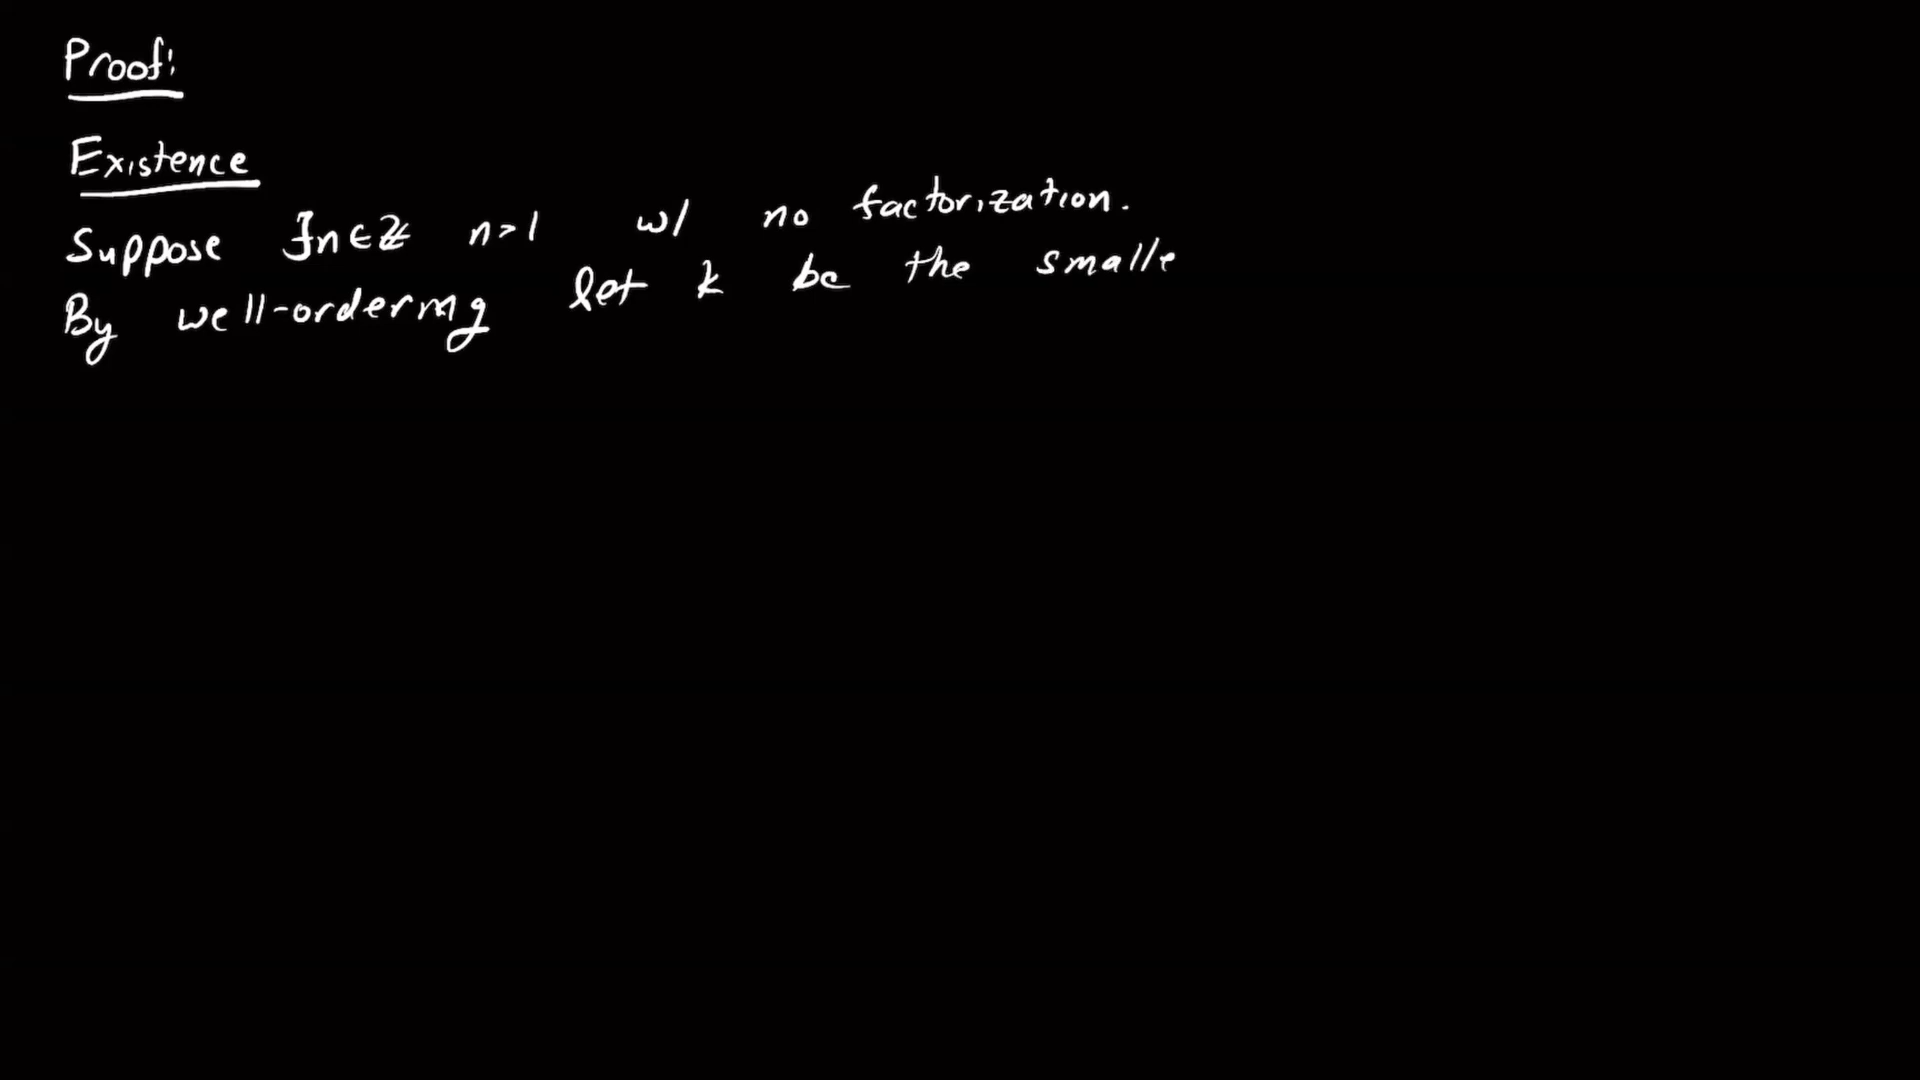 Proof:
Existence
Suppose ∃n∈ℤ n>1 w/ no factorization.
By well-ordering let k be the smalle